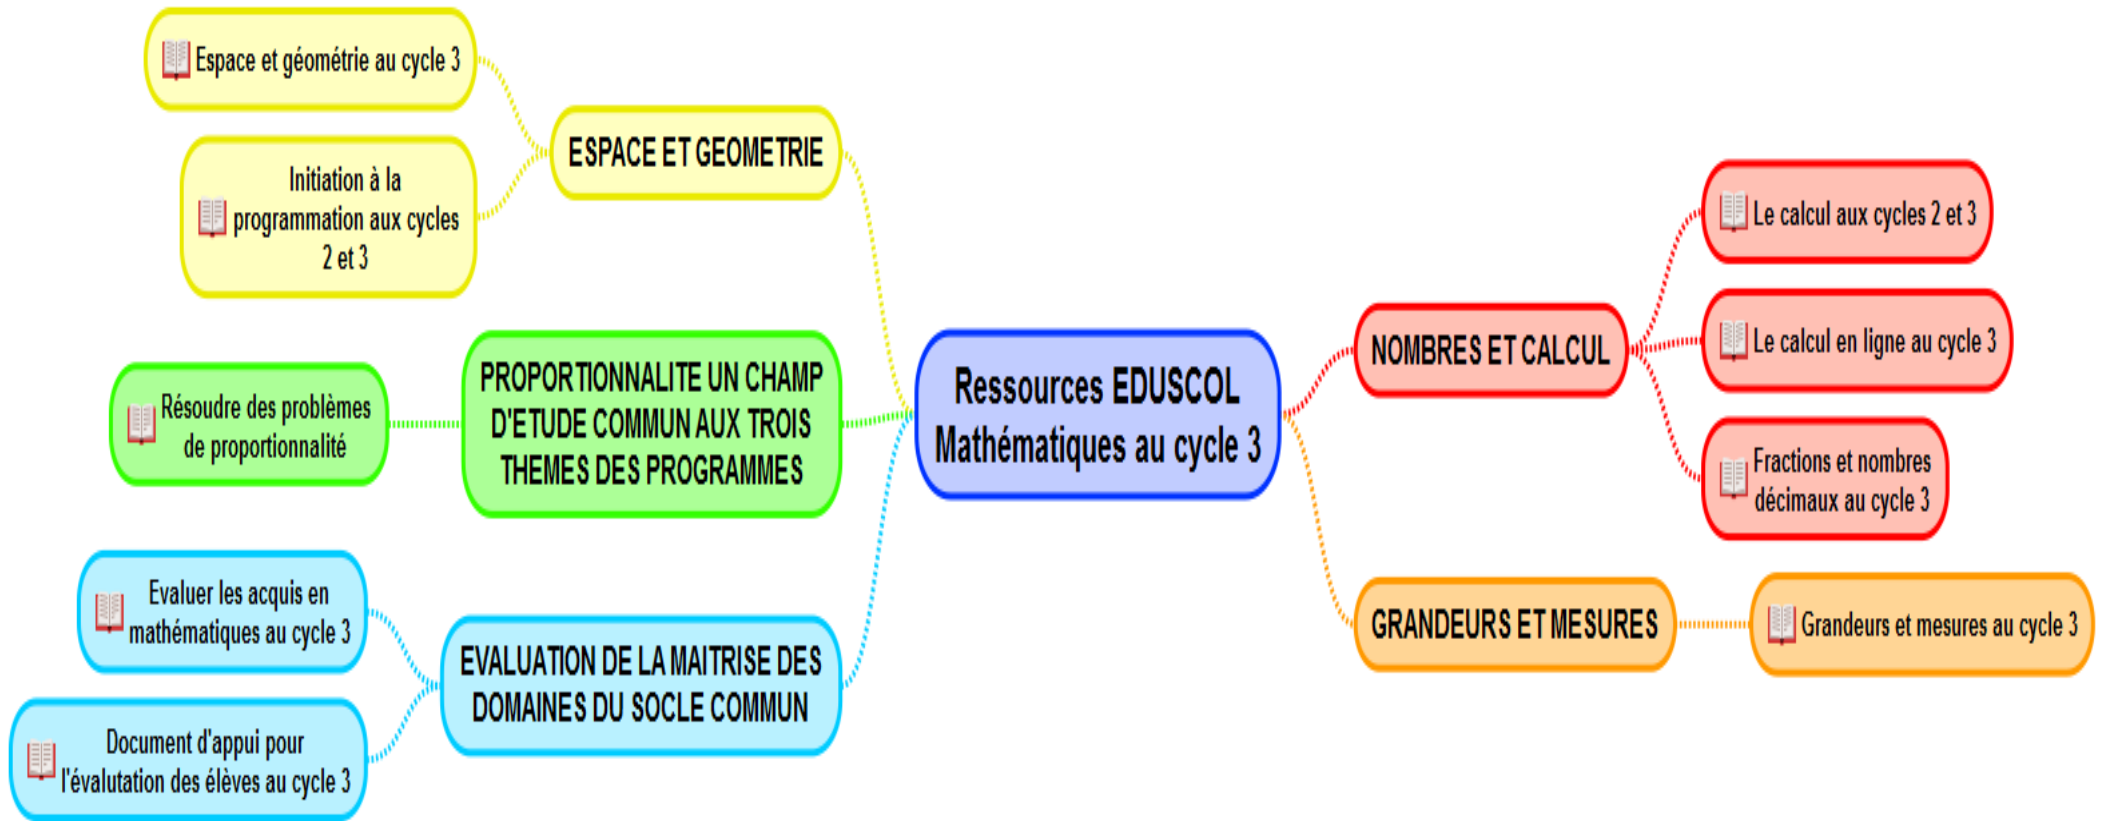 Espace et géométrie au cycle 3
Initiation à la
programmation aux cycles
2 et 3
ESPACE ET GEOMETRIE
Résoudre des problèmes
de proportionnalité
PROPORTIONNALITE UN CHAMP
D'ETUDE COMMUN AUX TROIS
THEMES DES PROGRAMMES
Evaluer les acquis en
mathématiques au cycle 3
Document d'appui pour
l'évalutation des élèves au cycle 3
EVALUATION DE LA MAITRISE DES
DOMAINES DU SOCLE COMMUN
Ressources EDUSCOL
Mathématiques au cycle 3
NOMBRES ET CALCUL
Le calcul aux cycles 2 et 3
Le calcul en ligne au cycle 3
Fractions et nombres
décimaux au cycle 3
GRANDEURS ET MESURES
Grandeurs et mesures au cycle 3